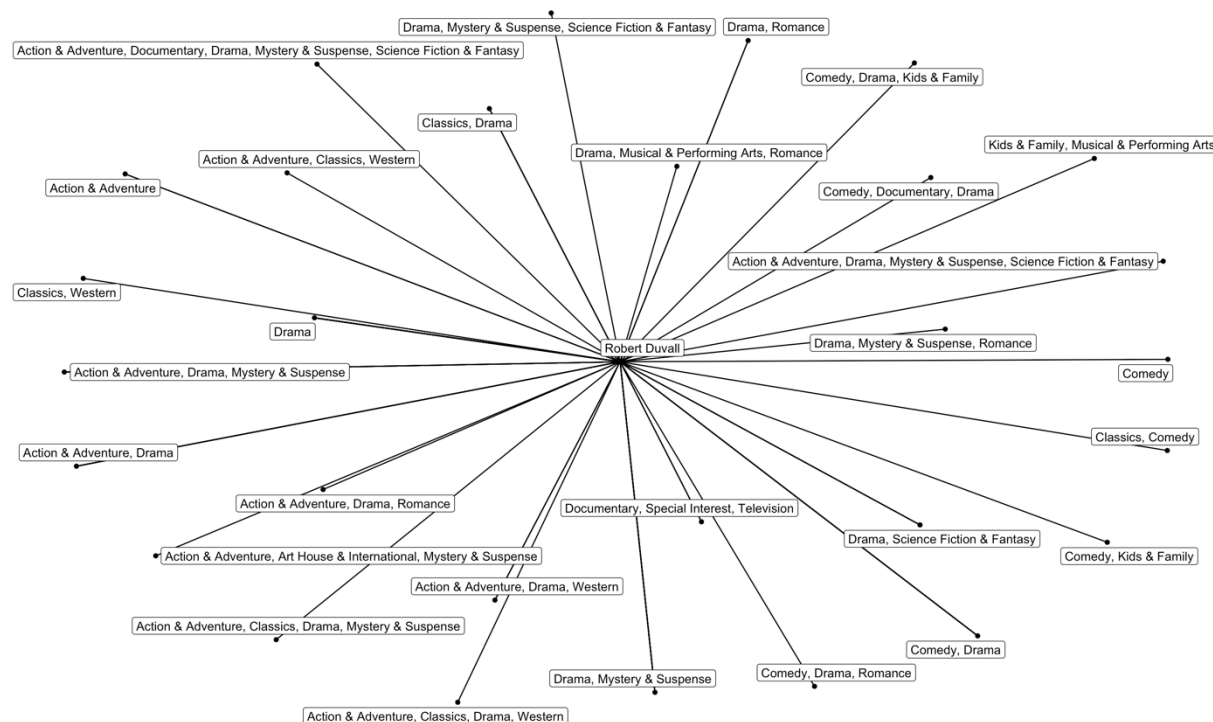 Drama, Mystery & Suspense, Science Fiction & Fantasy
Drama, Romance
Action & Adventure, Documentary, Drama, Mystery & Suspense, Science Fiction & Fantasy
Comedy, Drama, Kids & Family
Classics, Drama
Kids & Family, Musical & Performing Arts
Drama, Musical & Performing Arts, Romance
Action & Adventure, Classics, Western
Action & Adventure
Comedy, Documentary, Drama
Action & Adventure, Drama, Mystery & Suspense, Science Fiction & Fantasy
Classics, Western
Drama
Robert Duvall
Drama, Mystery & Suspense, Romance
Action & Adventure, Drama, Mystery & Suspense
Comedy
Classics, Comedy
Action & Adventure, Drama
Action & Adventure, Drama, Romance
Documentary, Special Interest, Television
Drama, Science Fiction & Fantasy
Action & Adventure, Art House & International, Mystery & Suspense
Comedy, Kids & Family
Action & Adventure, Drama, Western
Action & Adventure, Classics, Drama, Mystery & Suspense
Comedy, Drama
Drama, Mystery & Suspense
Comedy, Drama, Romance
Action & Adventure, Classics, Drama, Western